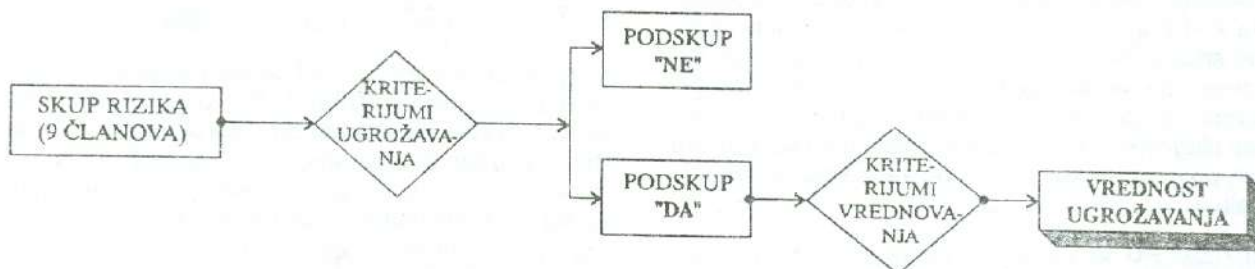 SKUP RIZIKA
(9 ČLANOVA)
KRITE-
RIJUMI
UGROŽAVA-
NJA
PODSKUP
"NE"
PODSKUP
"DA"
KRITE-
RIJUMI
VREDNOVA-
NJA
VREDNOST
UGROŽAVANJA